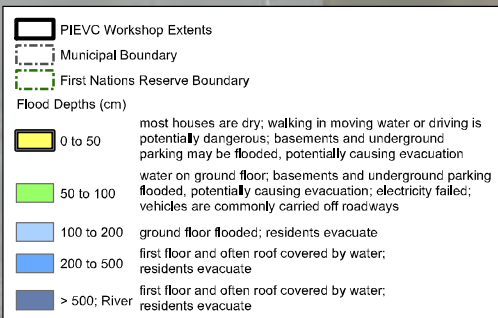 PIEVC Workshop Extents
Municipal Boundary
First Nations Reserve Boundary
Flood Depths (cm)
0 to 50 most houses are dry; walking in moving water or driving is
potentially dangerous; basements and underground
parking may be flooded, potentially causing evacuation
50 to 100 water on ground floor; basements and underground parking
flooded, potentially causing evacuation; electricity failed;
vehicles are commonly carried off roadways
100 to 200 ground floor flooded; residents evacuate
200 to 500 first floor and often roof covered by water;
residents evacuate
> 500; River first floor and often roof covered by water;
residents evacuate